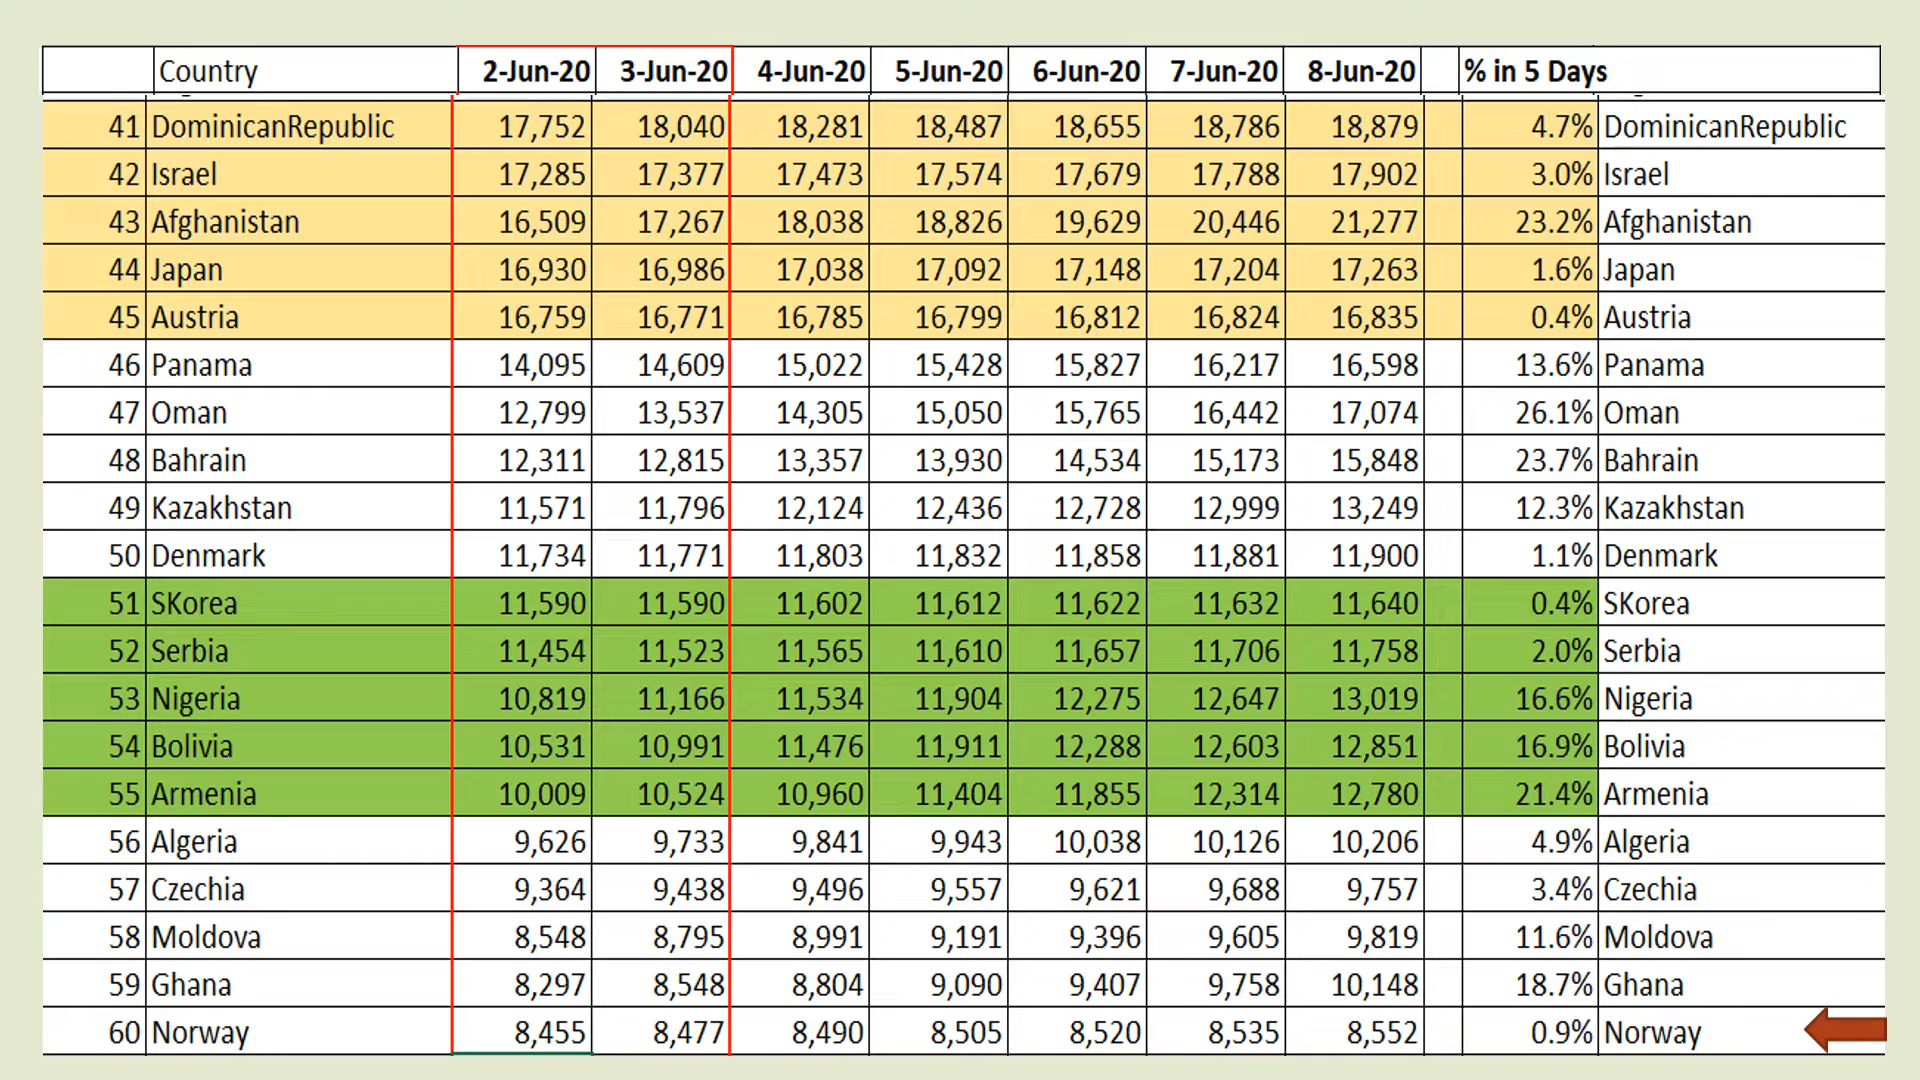 Country 2-Jun-20 3-Jun-20 4-Jun-20 5-Jun-20 6-Jun-20 7-Jun-20 8-Jun-20 % in 5 Days
41 DominicanRepublic 17,752 18,040 18,281 18,487 18,655 18,786 18,879 4.7% DominicanRepublic
42 Israel 17,285 17,377 17,473 17,574 17,679 17,788 17,902 3.0% Israel
43 Afghanistan 16,509 17,267 18,038 18,826 19,629 20,446 21,277 23.2% Afghanistan
44 Japan 16,930 16,986 17,038 17,092 17,148 17,204 17,263 1.6% Japan
45 Austria 16,759 16,771 16,785 16,799 16,812 16,824 16,835 0.4% Austria
46 Panama 14,095 14,609 15,022 15,428 15,827 16,217 16,598 13.6% Panama
47 Oman 12,799 13,537 14,305 15,050 15,765 16,442 17,074 26.1% Oman
48 Bahrain 12,311 12,815 13,357 13,930 14,534 15,173 15,848 23.7% Bahrain
49 Kazakhstan 11,571 11,796 12,124 12,436 12,728 12,999 13,249 12.3% Kazakhstan
50 Denmark 11,734 11,771 11,803 11,832 11,858 11,881 11,900 1.1% Denmark
51 SKorea 11,590 11,590 11,602 11,612 11,622 11,632 11,640 0.4% SKorea
52 Serbia 11,454 11,523 11,565 11,610 11,657 11,706 11,758 2.0% Serbia
53 Nigeria 10,819 11,166 11,534 11,904 12,275 12,647 13,019 16.6% Nigeria
54 Bolivia 10,531 10,991 11,476 11,911 12,288 12,603 12,851 16.9% Bolivia
55 Armenia 10,009 10,524 10,960 11,404 11,855 12,314 12,780 21.4% Armenia
56 Algeria 9,626 9,733 9,841 9,943 10,038 10,126 10,206 4.9% Algeria
57 Czechia 9,364 9,438 9,496 9,557 9,621 9,688 9,757 3.4% Czechia
58 Moldova 8,548 8,795 8,991 9,191 9,396 9,605 9,819 11.6% Moldova
59 Ghana 8,297 8,548 8,804 9,090 9,407 9,758 10,148 18.7% Ghana
60 Norway 8,455 8,477 8,490 8,505 8,520 8,535 8,552 0.9% Norway